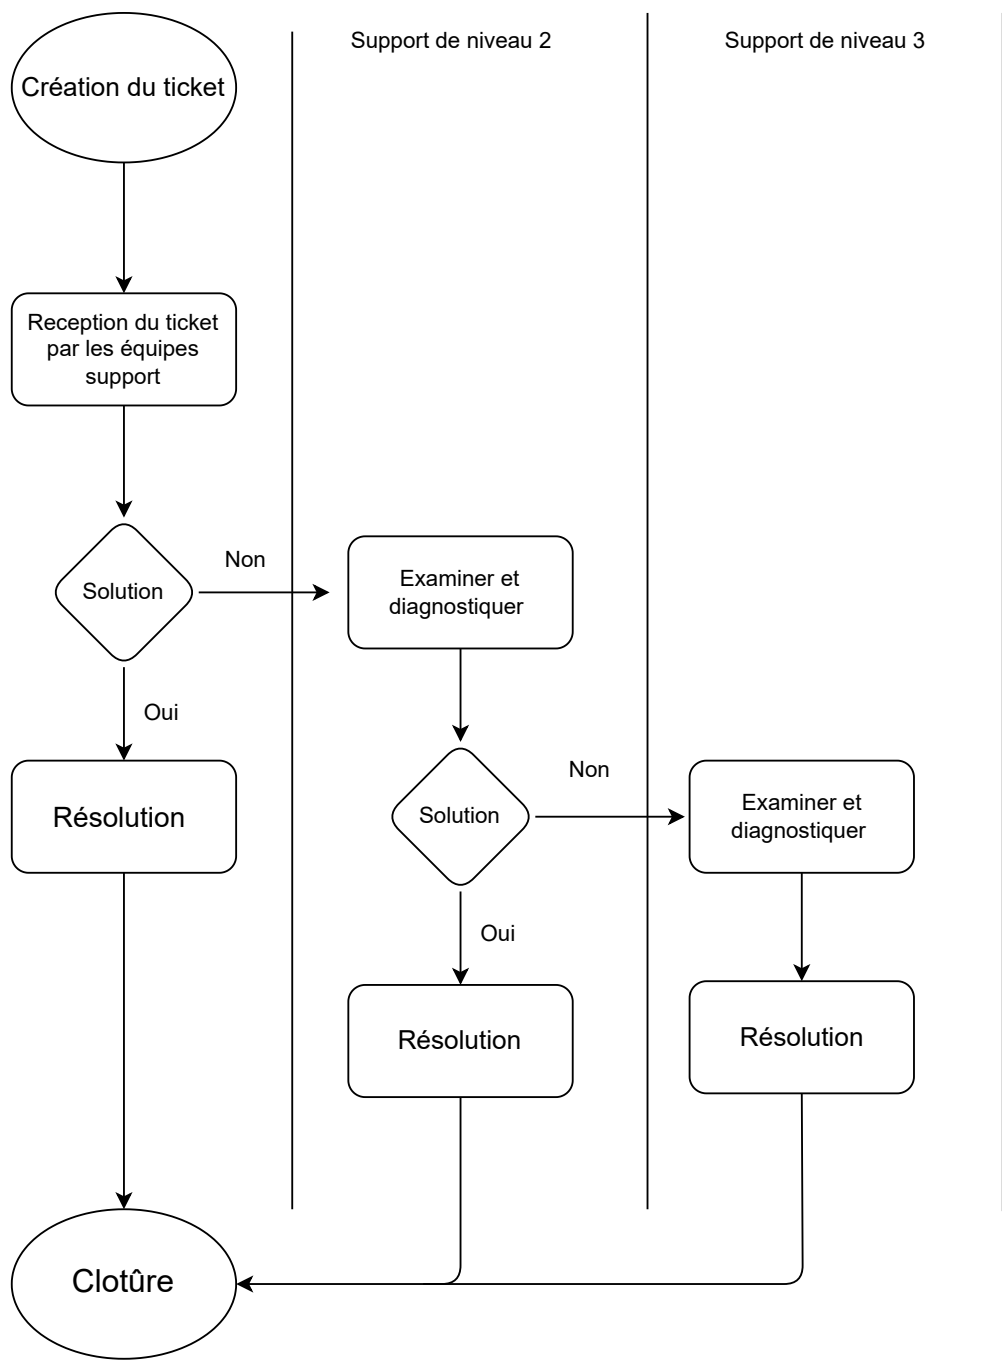 Support de niveau 2
Support de niveau 3
Création du ticket
Reception du ticket
par les équipes
support
Solution
Non
Examiner et
diagnostiquer
Oui
Résolution
Solution
Non
Examiner et
diagnostiquer
Oui
Résolution
Résolution
Clotûre